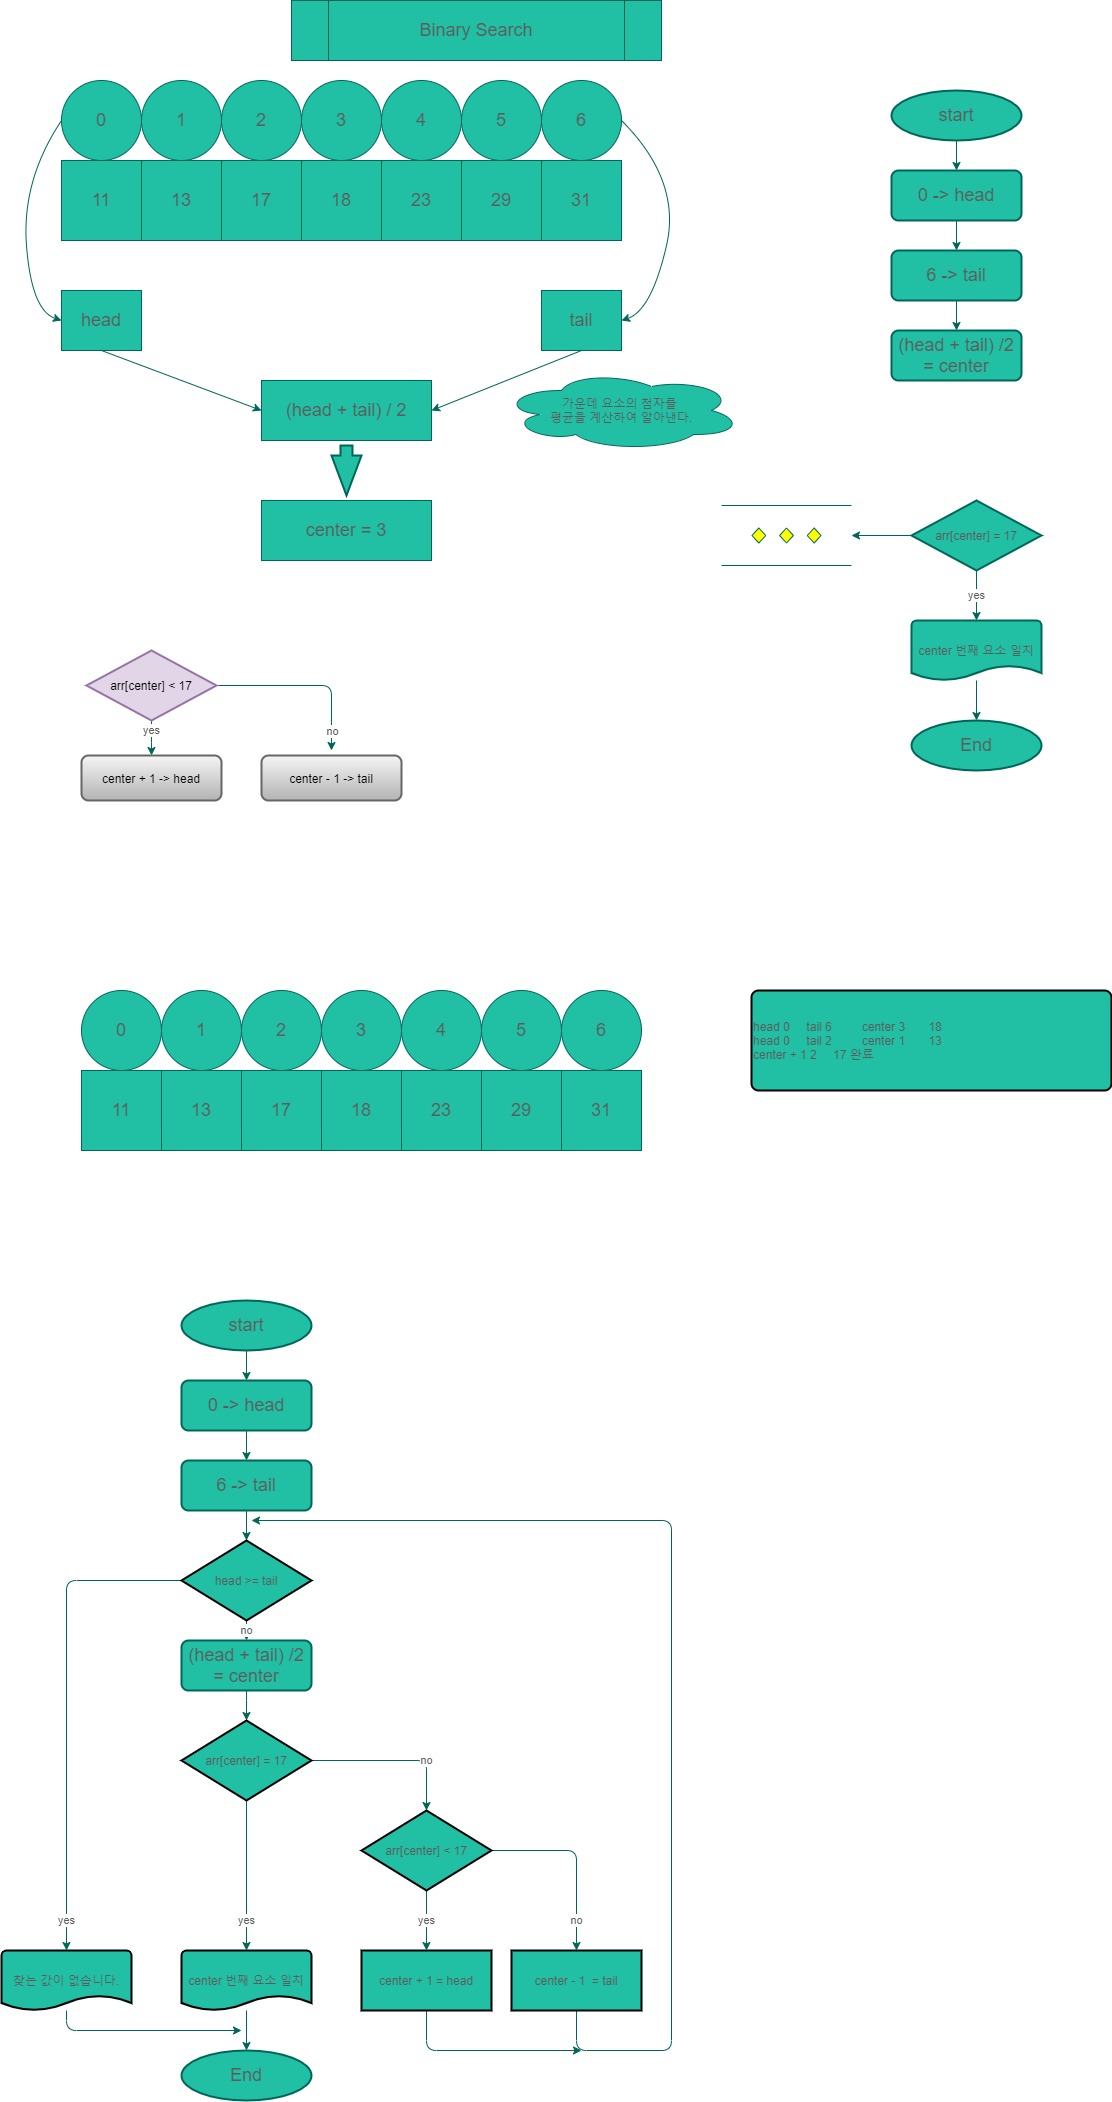 Binary Search
0 1 2 3 4 5 6
11 13 17 18 23 29 31
head
tail
(head + tail) / 2
가운데 요소의 첨자를
평균을 계산하여 알아낸다.
center = 3
start
0 -> head
6 -> tail
(head + tail) /2
= center
arr[center] = 17
yes
center 번째 요소 일치
End
arr[center] < 17
yes
no
center + 1 -> head
center - 1 -> tail
0 1 2 3 4 5 6
11 13 17 18 23 29 31
head 0 tail 6 center 3 18
head 0 tail 2 center 1 13
center + 1 2 17 완료
start
0 -> head
6 -> tail
head >= tail
no
(head + tail) /2
= center
arr[center] = 17
no
arr[center] < 17
yes
yes
yes
no
찾는 값이 없습니다.
center 번째 요소 일치
center + 1 = head
center - 1 = tail
End